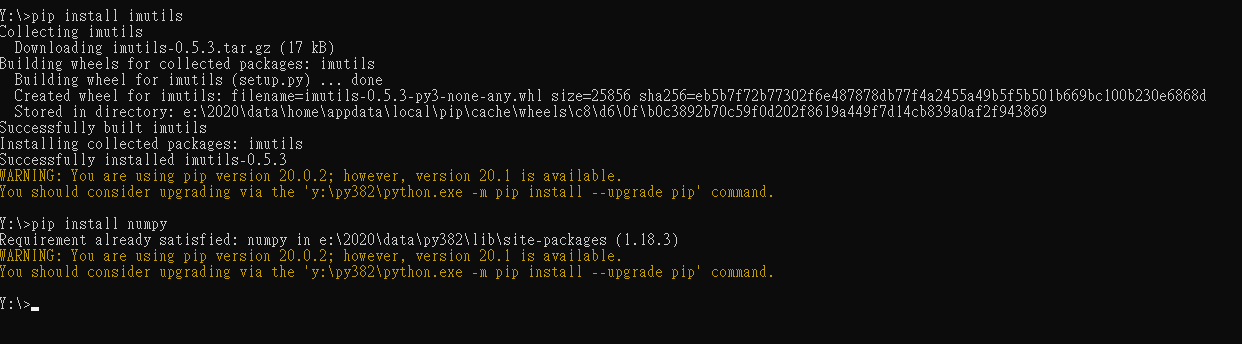 Y:\>pip install imutils
Collecting imutils
  Downloading imutils-0.5.3.tar.gz (17 kB)
Building wheels for collected packages: imutils
  Building wheel for imutils (setup.py) ... done
  Created wheel for imutils: filename=imutils-0.5.3-py3-none-any.whl size=25856 sha256=eb5b7f72b77302f6e487878db77f4a2455a49b5f5b501b669bc100b230e6868d
  Stored in directory: e:\2020\data\home\appdata\local\pip\cache\wheels\c8\d6\0f\b0c3892b70c59f0d202f8619a449f7d14cb839a0af2f943869
Successfully built imutils
Installing collected packages: imutils
Successfully installed imutils-0.5.3
WARNING: You are using pip version 20.0.2; however, version 20.1 is available.
You should consider upgrading via the 'y:\py382\python.exe -m pip install --upgrade pip' command.
Y:\>pip install numpy
Requirement already satisfied: numpy in e:\2020\data\py382\lib\site-packages (1.18.3)
WARNING: You are using pip version 20.0.2; however, version 20.1 is available.
You should consider upgrading via the 'y:\py382\python.exe -m pip install --upgrade pip' command.
Y:\>